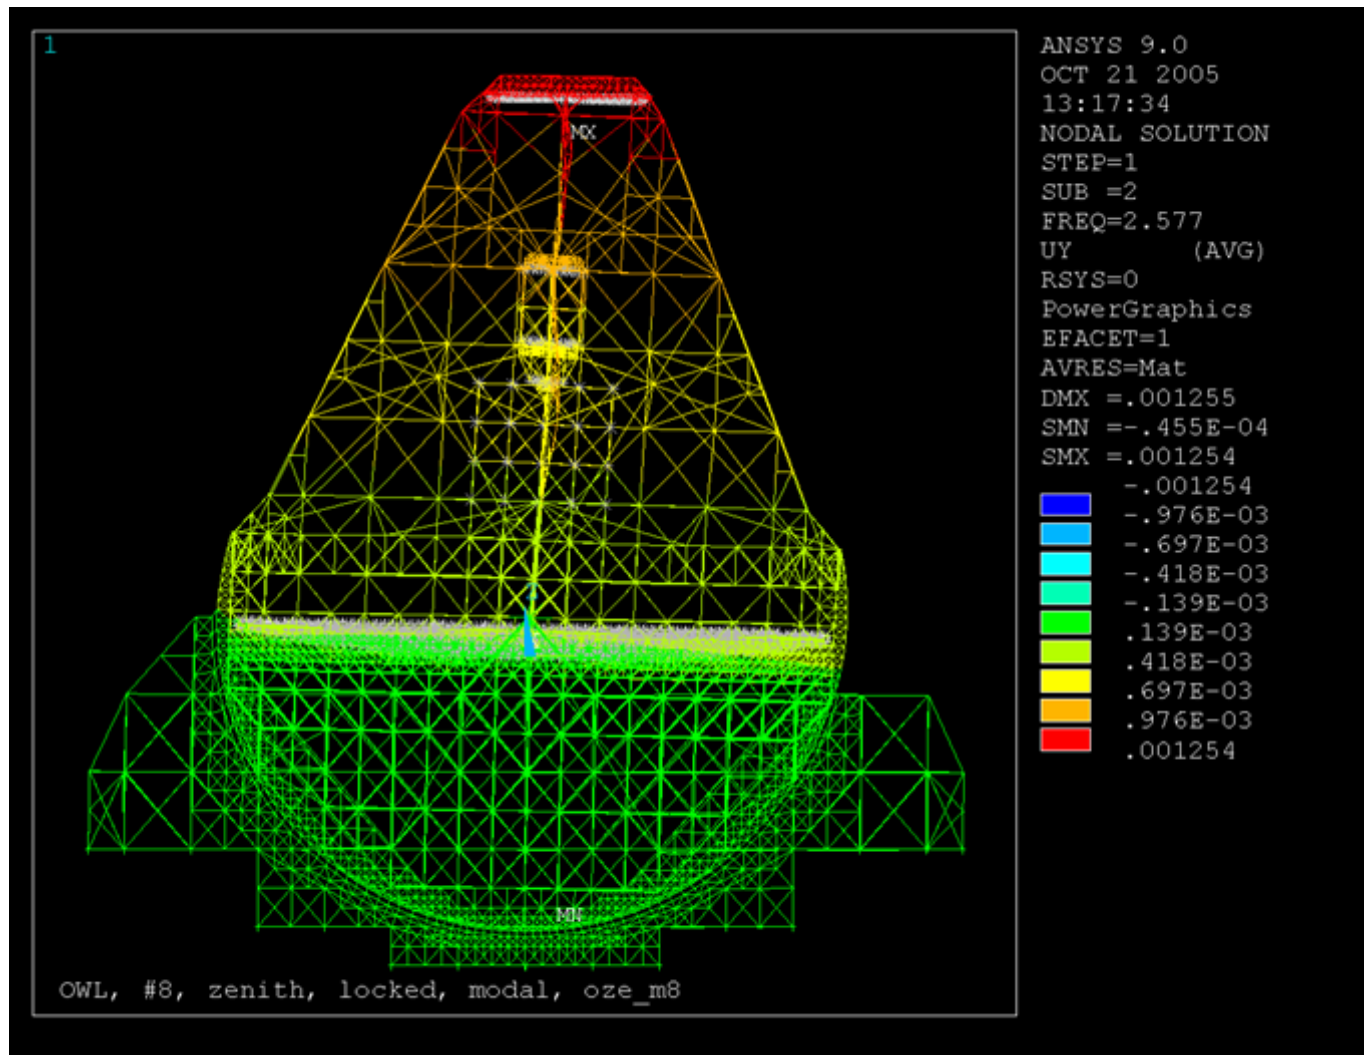 1
ANSYS 9.0
OCT 21 2005
13:17:34
NODAL SOLUTION
STEP=1
SUB =2
FREQ=2.577
UY (AVG)
RSYS=0
PowerGraphics
EFACET=1
AVRES=Mat
DMX =.001255
SMN =-.455E-04
SMX =.001254
-.001254
-.976E-03
-.697E-03
-.418E-03
-.139E-03
.139E-03
.418E-03
.697E-03
.976E-03
.001254
MX
MN
OWL, #8, zenith, locked, modal, oze_m8